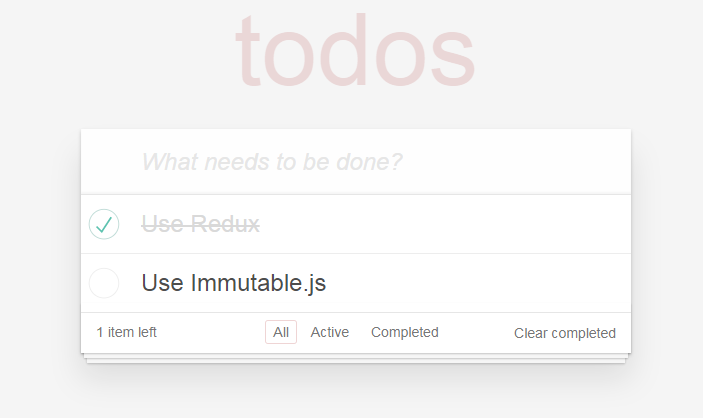 todos
What needs to be done?
Use Redux
Use Immutable.js
1 item left All Active Completed Clear completed